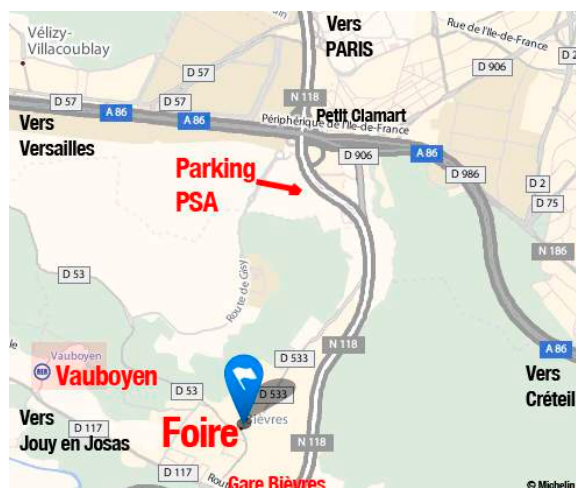 Vers
PARIS
Rue de l'Ile-de-France
Vélizy-
Villacoublay
D 57
D 906
D 2
N 118
D 57
D 57
A 86
A 86
Périphérique de l'Ile-de-France
Petit Clamart
Vers
Versailles
D 906
A 86
D 986
D 2
D 75
Parking
PSA
N 186
D 53
Route de Gisy
N 118
A 86
Vauboyen
RER
Vauboyen
D 533
D 53
D 533
Vers
Créteil
Vers
Jouy en Josas
D 117
Foire
Bièvres
N 118
D 117
Gare Bièvres
© Michelin